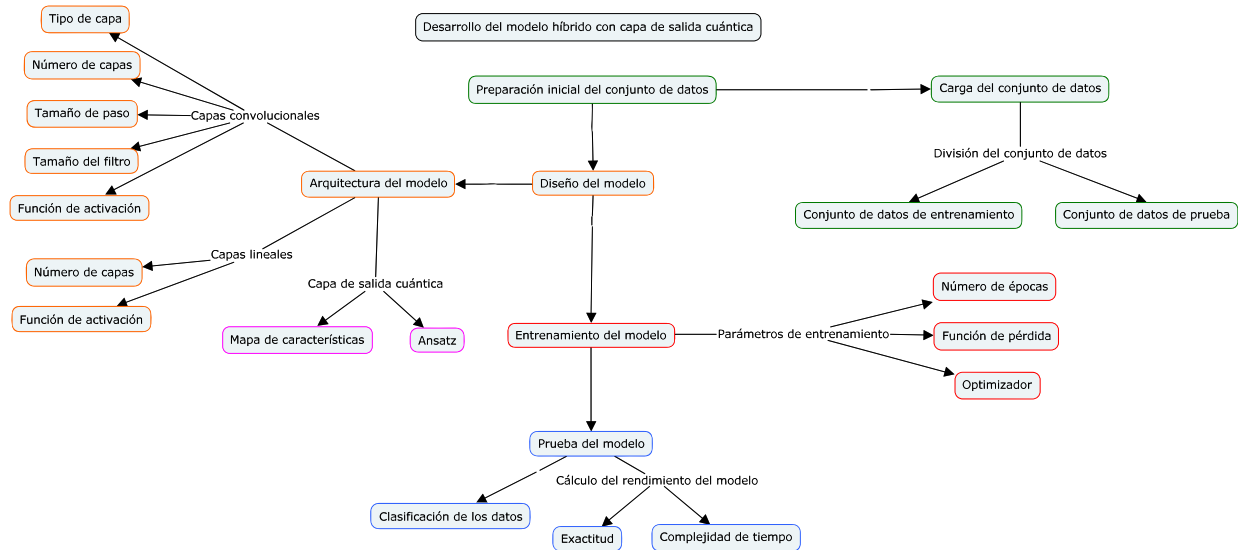 Desarrollo del modelo híbrido con capa de salida cuántica
Preparación inicial del conjunto de datos
Carga del conjunto de datos
División del conjunto de datos
Conjunto de datos de entrenamiento
Conjunto de datos de prueba
Diseño del modelo
Arquitectura del modelo
Capas convolucionales
Tipo de capa
Número de capas
Tamaño de paso
Tamaño del filtro
Función de activación
Capas lineales
Número de capas
Función de activación
Capa de salida cuántica
Mapa de características
Ansatz
Entrenamiento del modelo
Parámetros de entrenamiento
Número de épocas
Función de pérdida
Optimizador
Prueba del modelo
Clasificación de los datos
Cálculo del rendimiento del modelo
Exactitud
Complejidad de tiempo